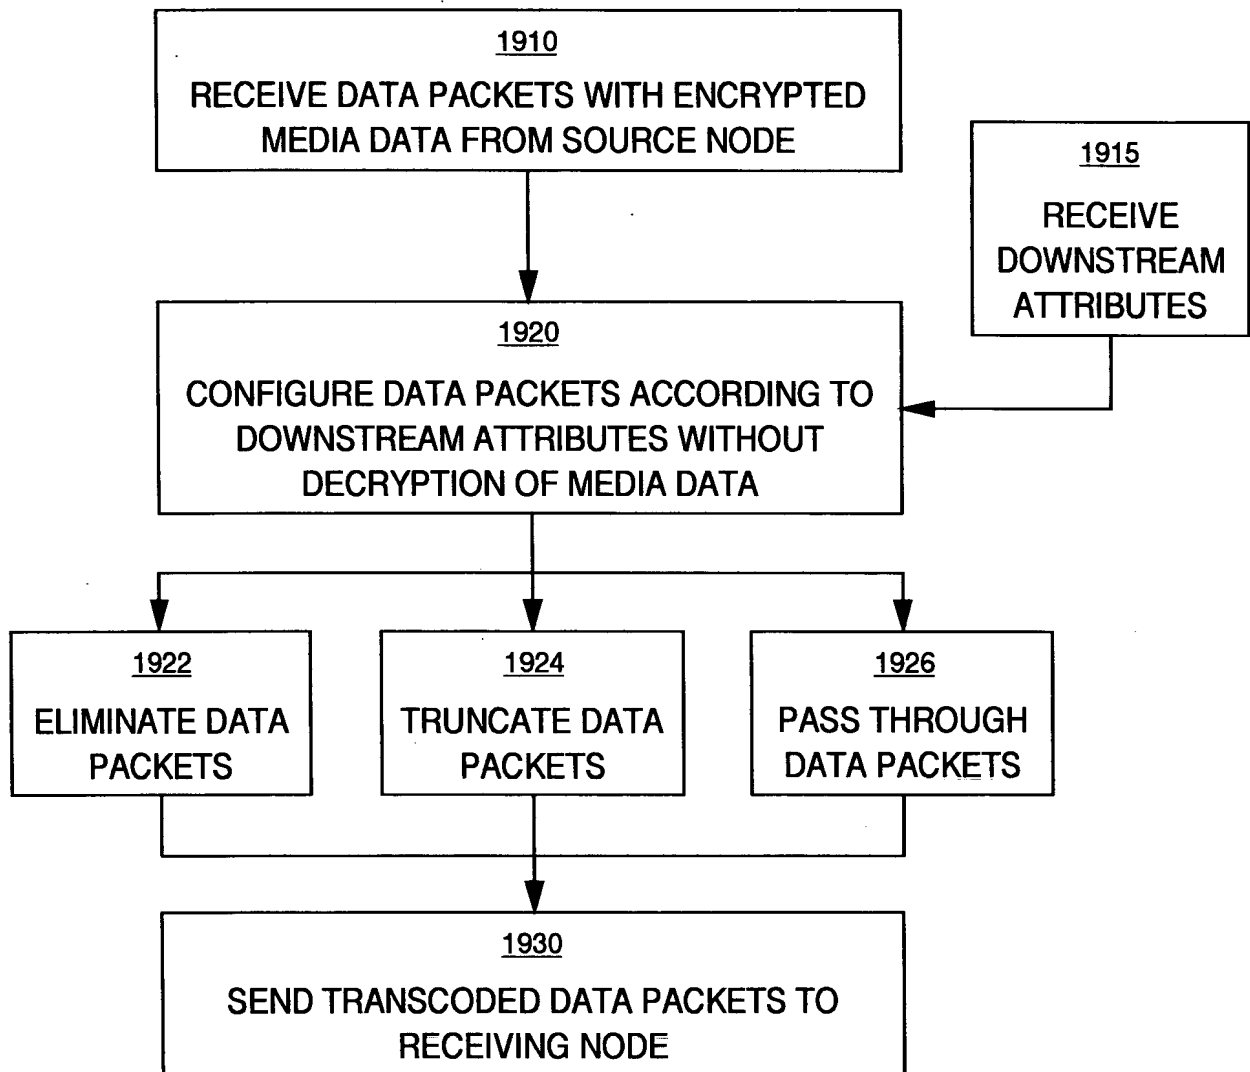 1910
RECEIVE DATA PACKETS WITH ENCRYPTED
MEDIA DATA FROM SOURCE NODE
1915
RECEIVE
DOWNSTREAM
ATTRIBUTES
1920
CONFIGURE DATA PACKETS ACCORDING TO
DOWNSTREAM ATTRIBUTES WITHOUT
DECRYPTION OF MEDIA DATA
1922
ELIMINATE DATA
PACKETS
1924
TRUNCATE DATA
PACKETS
1926
PASS THROUGH
DATA PACKETS
1930
SEND TRANSCODED DATA PACKETS TO
RECEIVING NODE